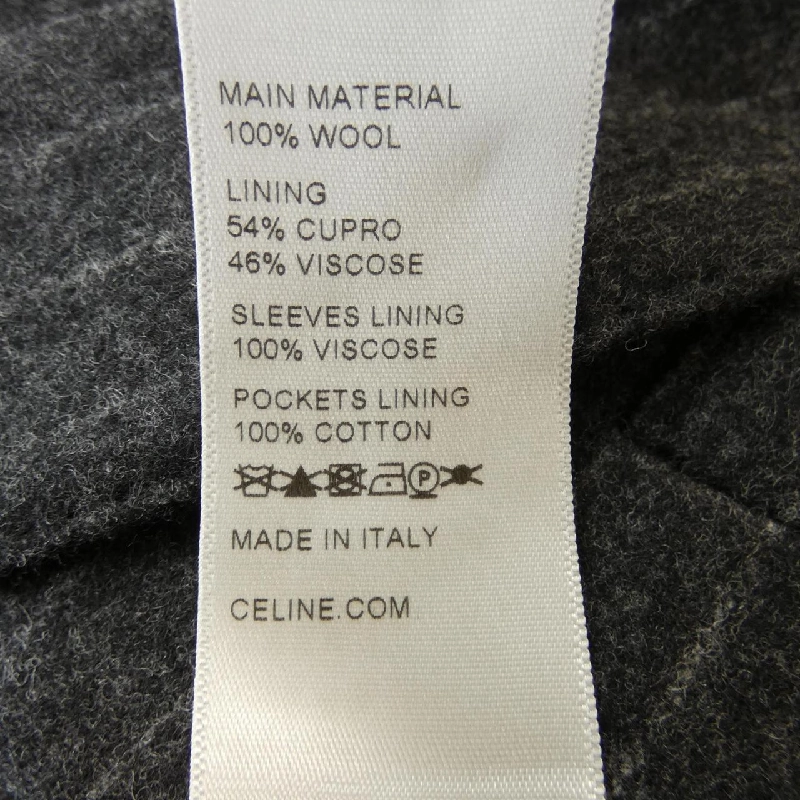 MAIN MATERIAL
100% WOOL
LINING
54% CUPRO
46% VISCOSE
SLEEVES LINING
100% VISCOSE
POCKETS LINING
100% COTTON
P
MADE IN ITALY
CELINE.COM